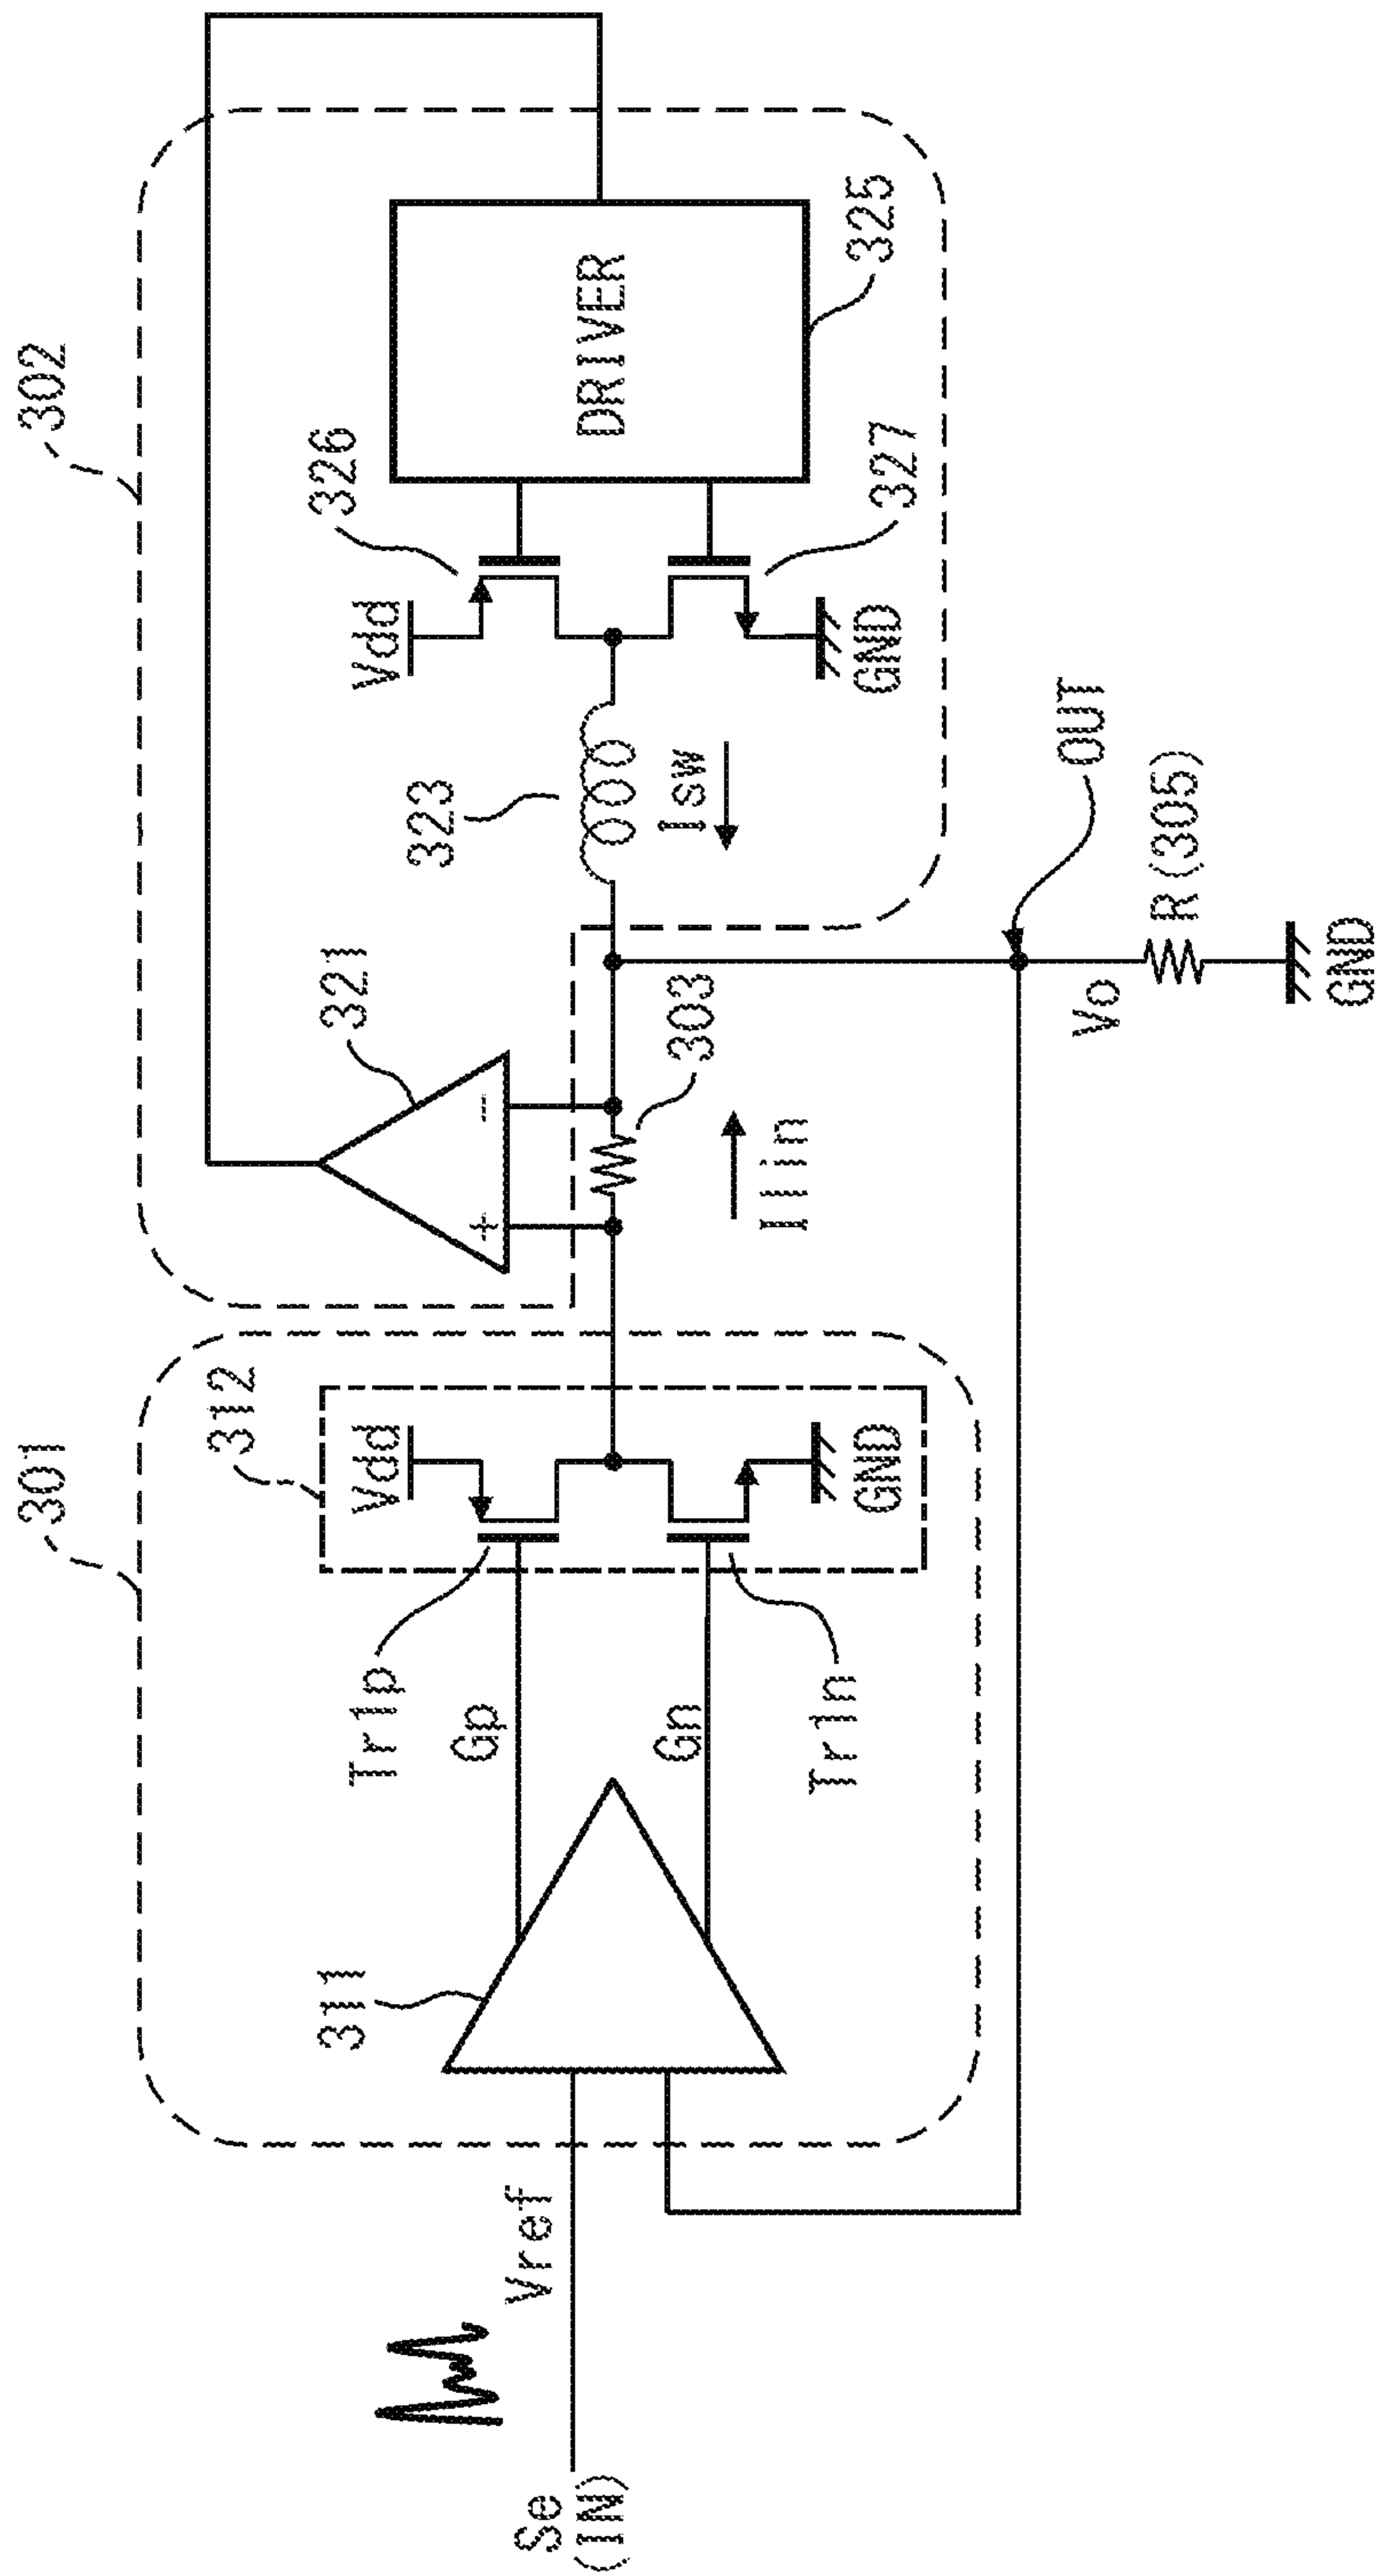 301
302
312
311
Tr1p
Gp
Gn
Tr1n
Vdd
GND
Se
(IN)
Vref
321
+
-
303
Ilin
323
Isw
326
Vdd
327
GND
DRIVER
325
OUT
Vo
R(305)
GND